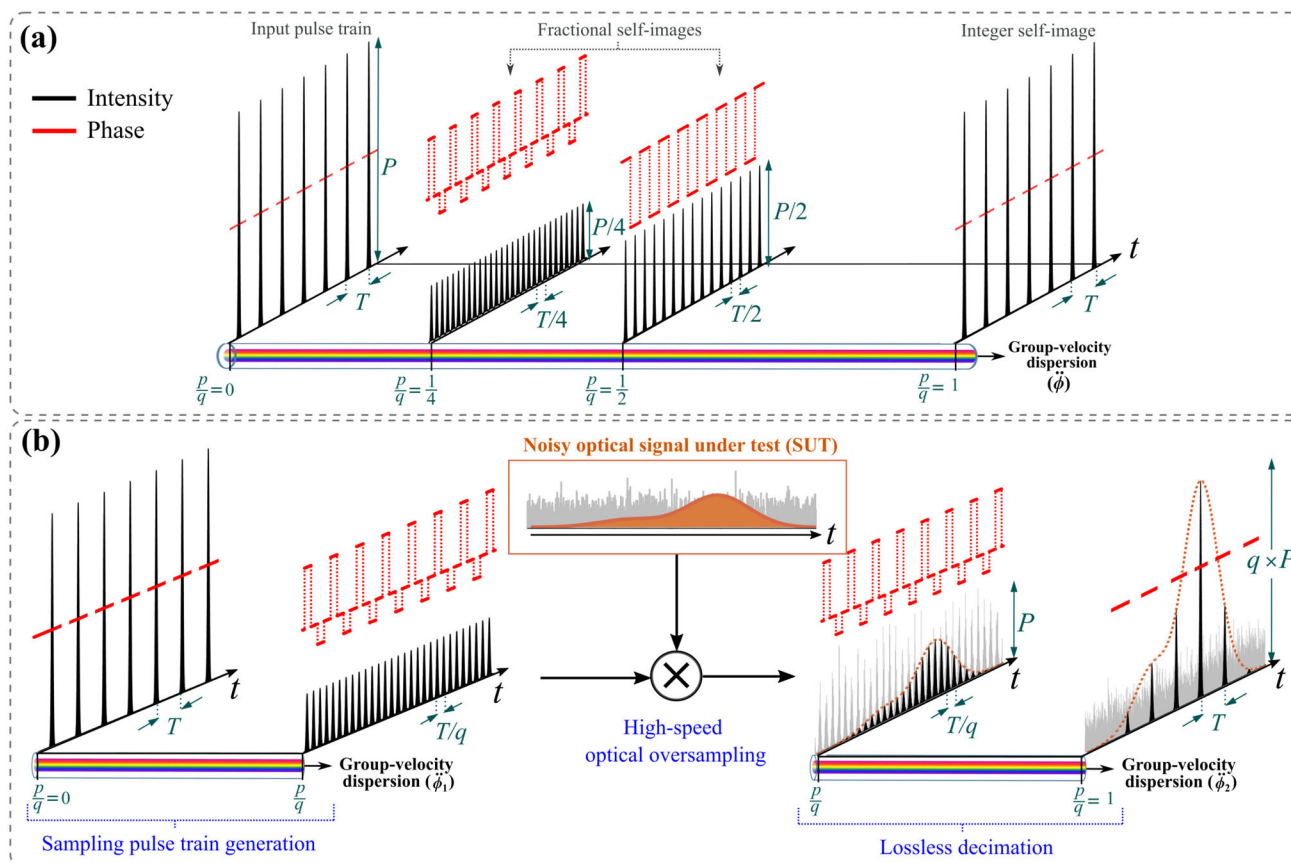 (a)
Input pulse train
Fractional self-images
Integer self-image
Intensity
Phase
P
P/4
P/2
t
T
T/4
T/2
T
p/q = 0
p/q = 1/4
p/q = 1/2
p/q = 1
Group-velocity
dispersion
(ϕ̈)
(b)
Noisy optical signal under test (SUT)
t
q × P
P
t
T
t
T/q
High-speed
optical oversampling
t
T/q
t
T
p/q = 0
p/q
Group-velocity
dispersion (ϕ̈₁)
p/q
p/q = 1
Group-velocity
dispersion (ϕ̈₂)
Sampling pulse train generation
Lossless decimation